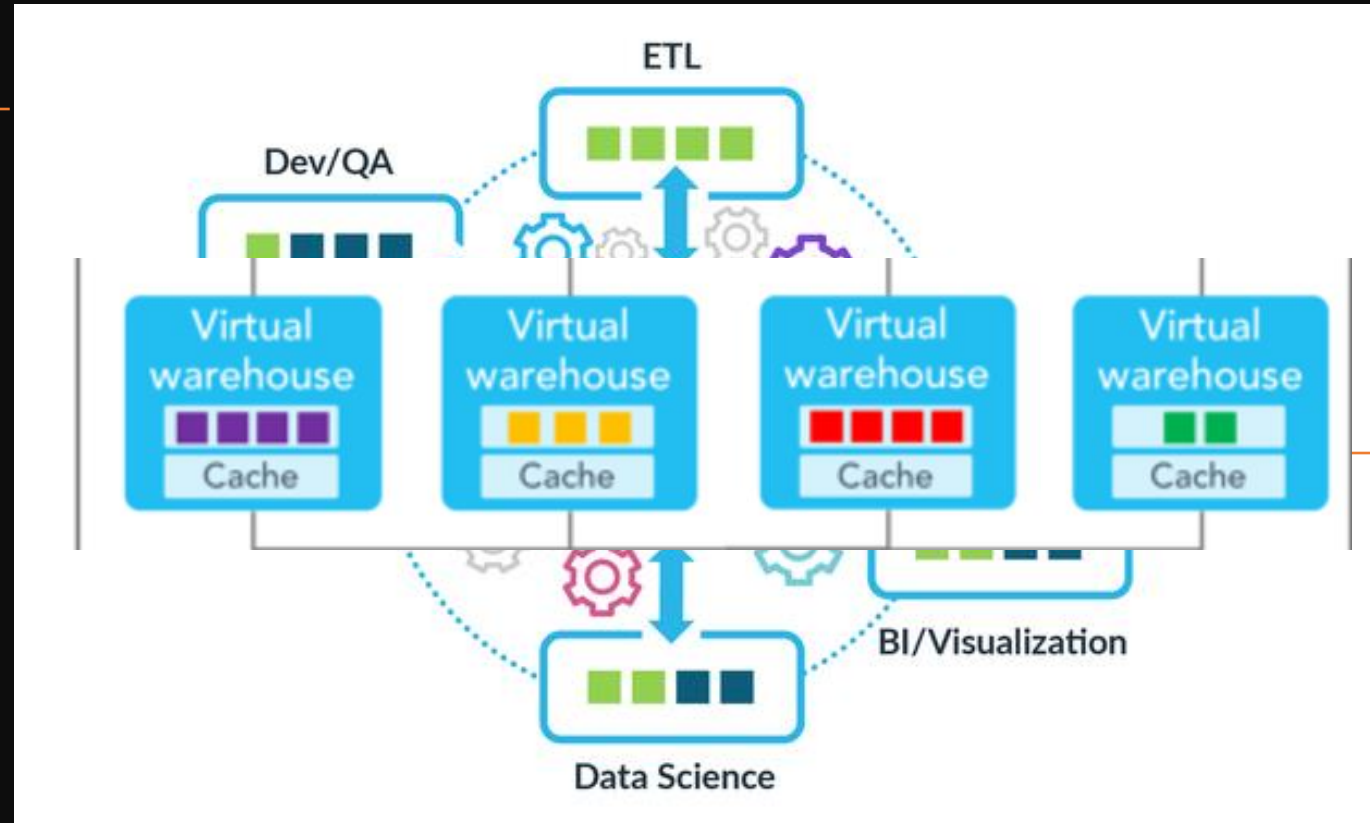 ETL
Dev/QA
Virtual
warehouse
Cache
Virtual
warehouse
Cache
Virtual
warehouse
Cache
Virtual
warehouse
Cache
BI/Visualization
Data Science